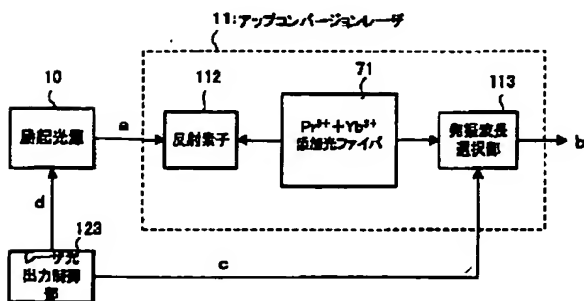 11:アップコンバージョンレーザ
10
112
71
113
励起光源
a
反射素子
Pr³⁺+Yb³⁺
添加光ファイバ
発振波長
選択部
b
d
123
レーザ光
出力制御
部
c